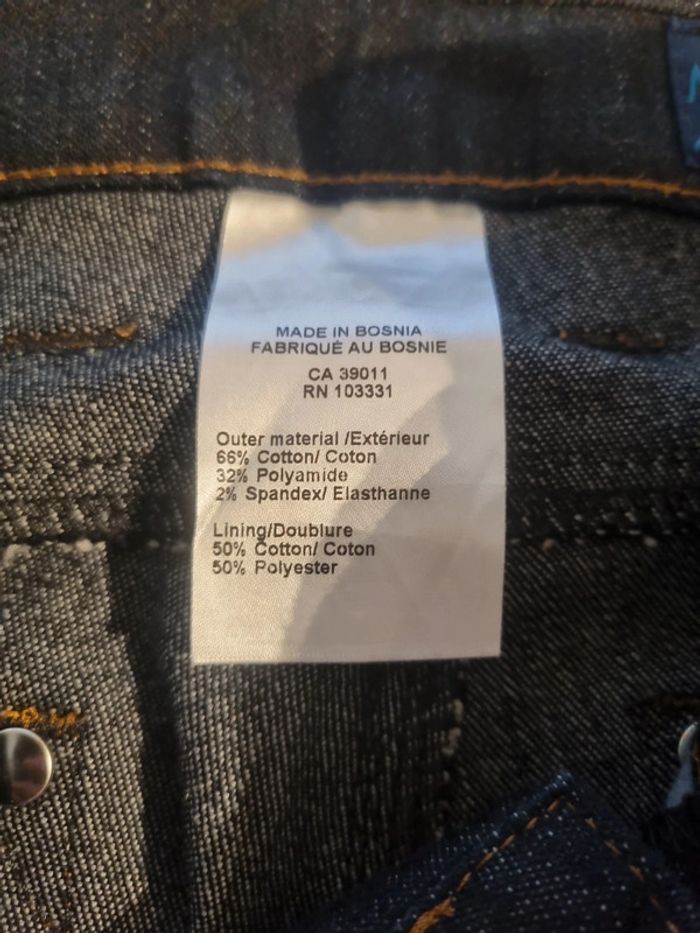 MADE IN BOSNIA
FABRIQUÉ AU BOSNIE
CA 39011
RN 103331
Outer material /Extérieur
66% Cotton/ Coton
32% Polyamide
2% Spandex/ Elasthanne
Lining/Doublure
50% Cotton/ Coton
50% Polyester